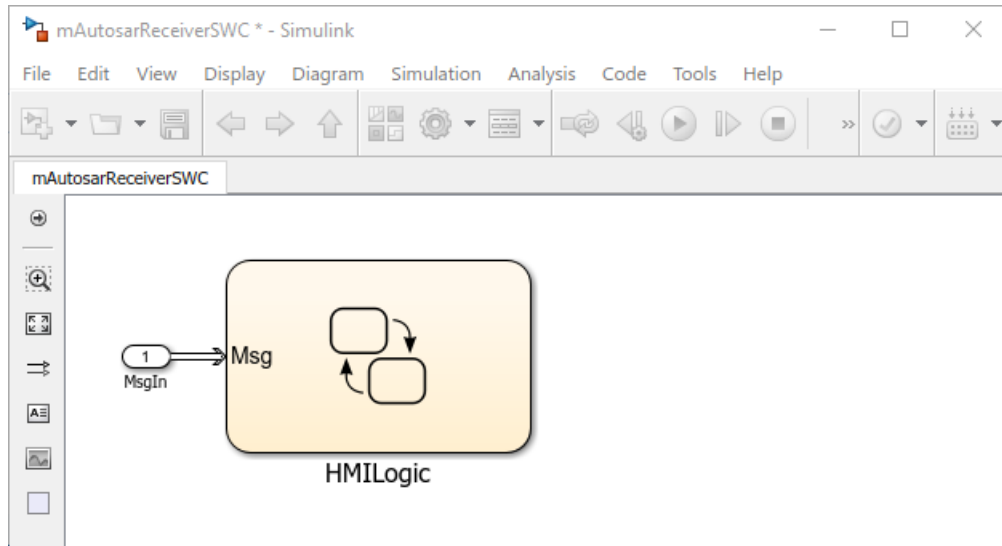 mAutosarReceiverSWC * - Simulink
File Edit View Display Diagram Simulation Analysis Code Tools Help
»
mAutosarReceiverSWC
A
1
Msg
MsgIn
HMILogic